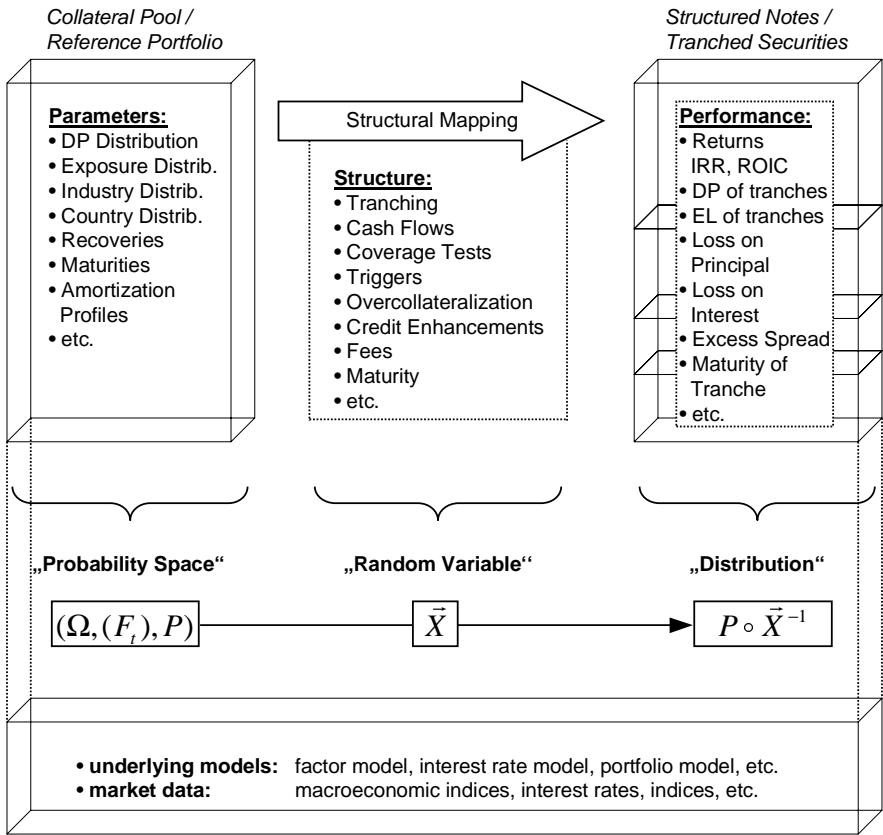 Collateral Pool /
Reference Portfolio
Parameters:
• DP Distribution
• Exposure Distrib.
• Industry Distrib.
• Country Distrib.
• Recoveries
• Maturities
• Amortization
Profiles
• etc.
Structural Mapping
Structure:
• Tranching
• Cash Flows
• Coverage Tests
• Triggers
• Overcollateralization
• Credit Enhancements
• Fees
• Maturity
• etc.
Structured Notes /
Tranched Securities
Performance:
• Returns
IRR, ROIC
• DP of tranches
• EL of tranches
• Loss on
Principal
• Loss on
Interest
• Excess Spread
• Maturity of
Tranche
• etc.
„Probability Space“
„Random Variable‘‘
„Distribution“
(Ω, (F_t), P)
X⃗
P ∘ X⃗⁻¹
• underlying models: factor model, interest rate model, portfolio model, etc.
• market data: macroeconomic indices, interest rates, indices, etc.